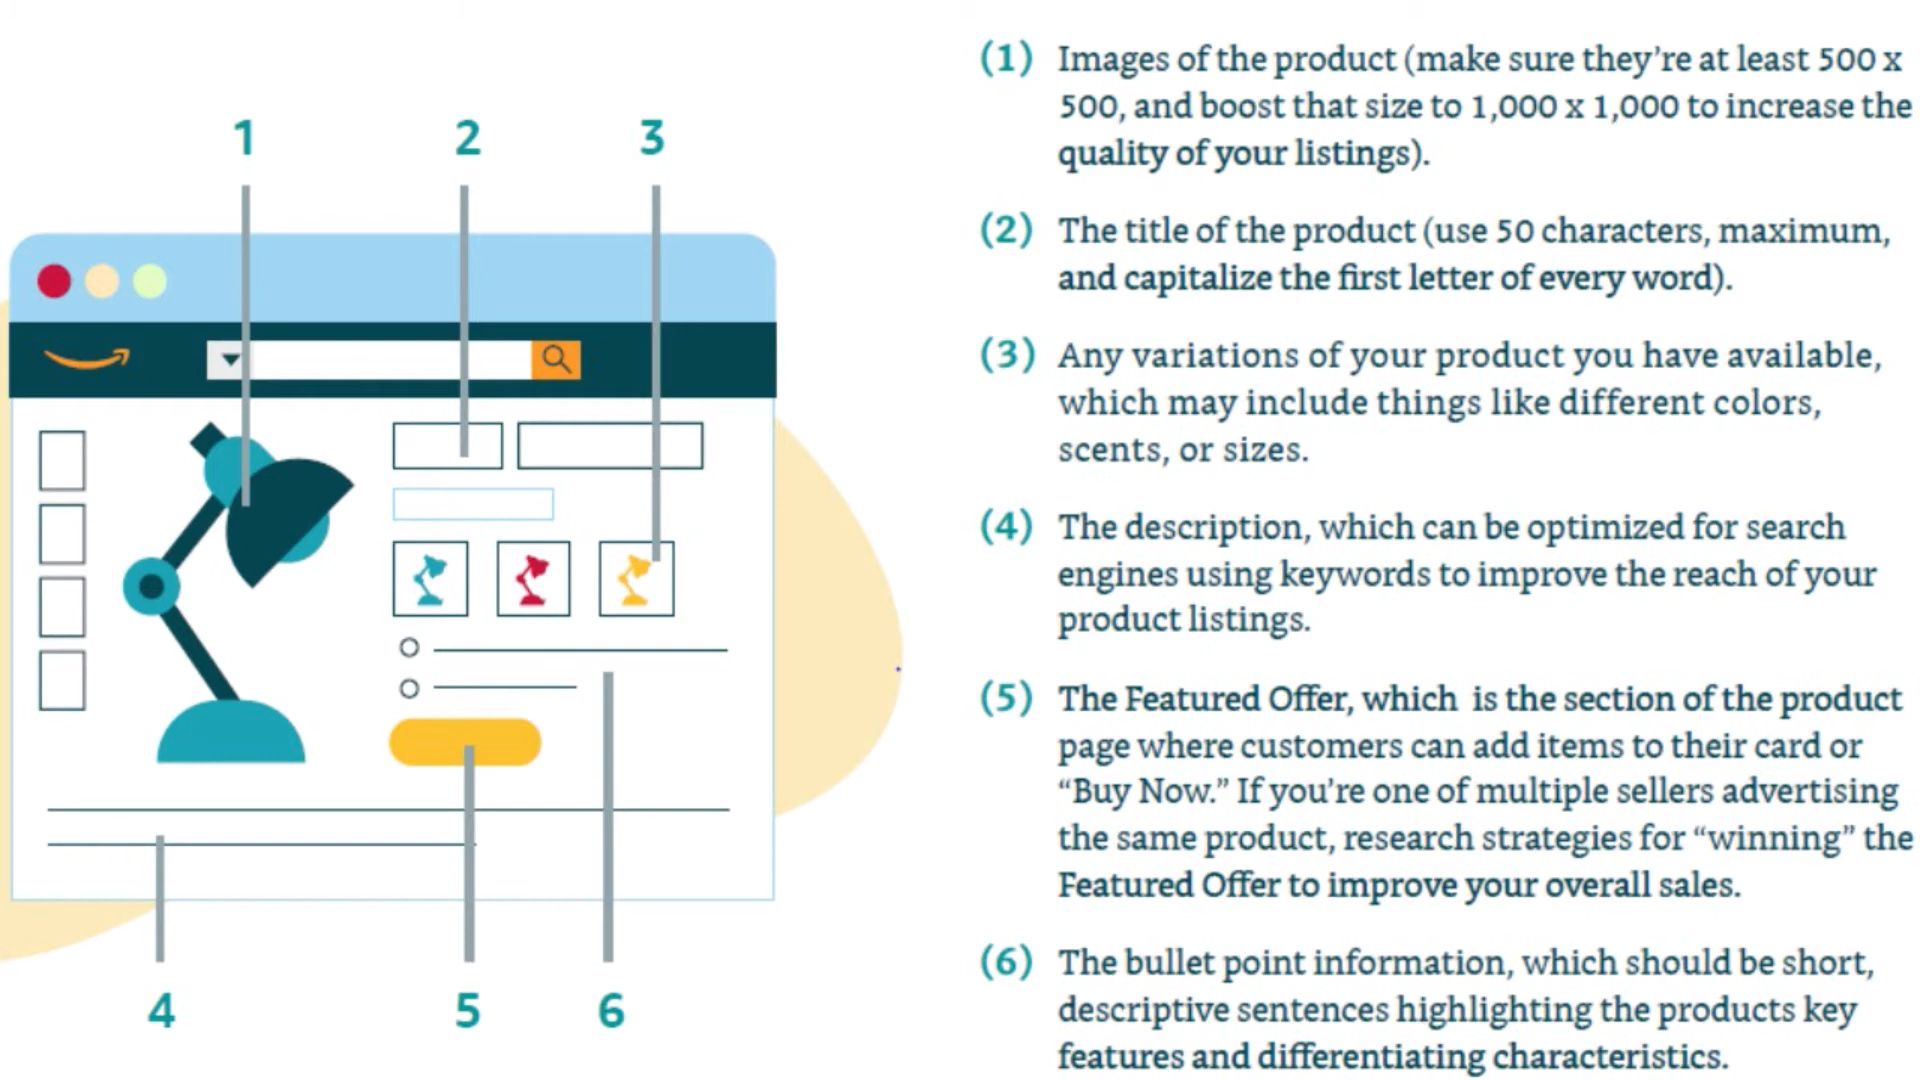 1 2 3
4 5 6
(1) Images of the product (make sure they're at least 500 x
500, and boost that size to 1,000 x 1,000 to increase the
quality of your listings).
(2) The title of the product (use 50 characters, maximum,
and capitalize the first letter of every word).
(3) Any variations of your product you have available,
which may include things like different colors,
scents, or sizes.
(4) The description, which can be optimized for search
engines using keywords to improve the reach of your
product listings.
(5) The Featured Offer, which is the section of the product
page where customers can add items to their card or
“Buy Now.” If you're one of multiple sellers advertising
the same product, research strategies for “winning” the
Featured Offer to improve your overall sales.
(6) The bullet point information, which should be short,
descriptive sentences highlighting the products key
features and differentiating characteristics.